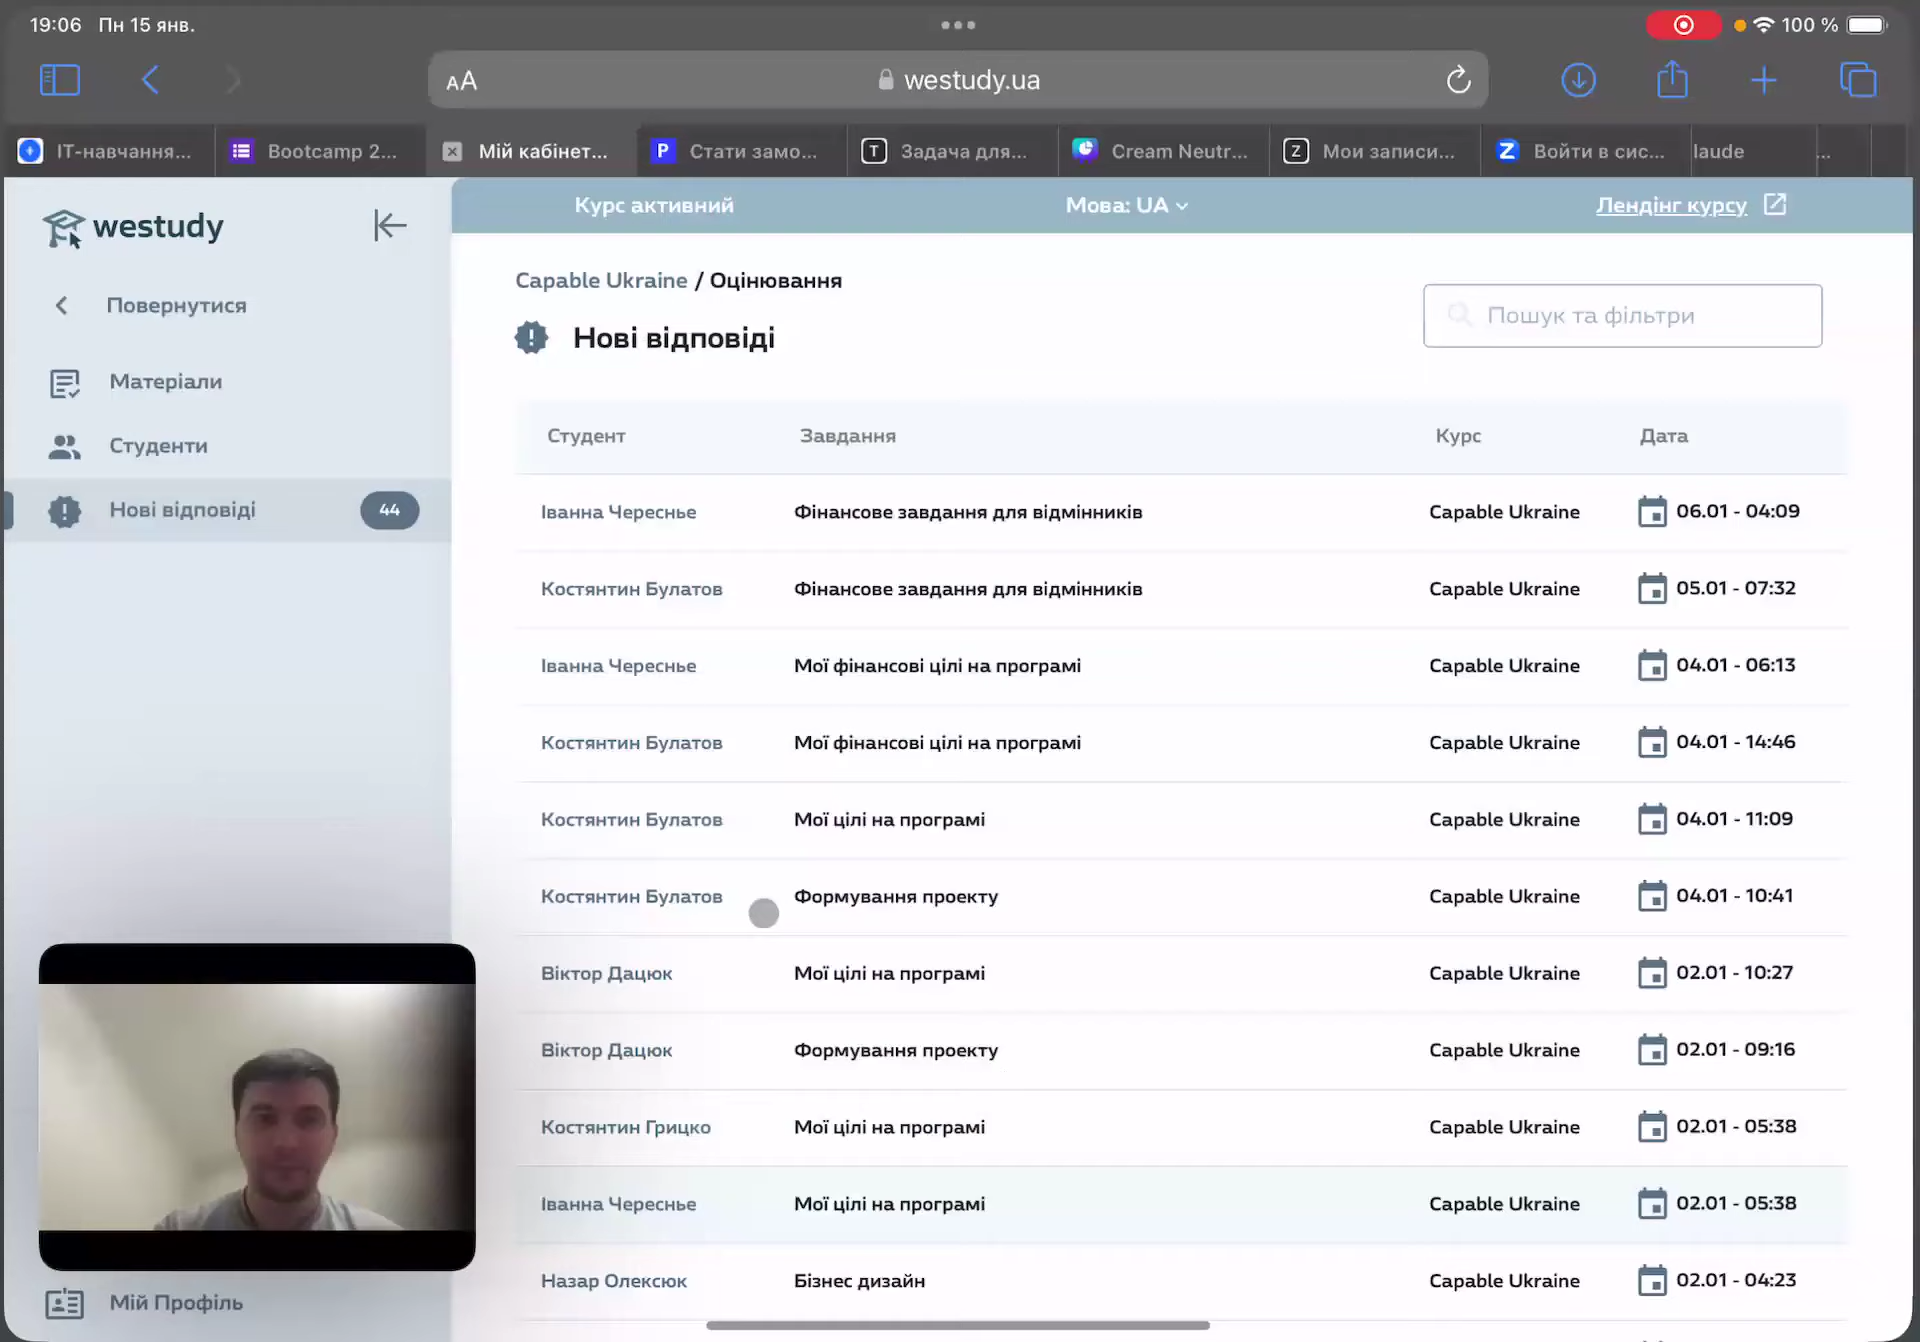 19:06 Пн 15 янв.
100 %
AA
westudy.ua
ІТ-навчання...
Bootcamp 2...
Мій кабінет...
P
Стати замо...
T
Задача для...
Cream Neutr...
Z
Мои записи...
Z
Войти в сис...
laude
...
westudy
Курс активний
Мова: UA
Лендінг курсу
Повернутися
Capable Ukraine / Оцінювання
Нові відповіді
Пошук та фільтри
Матеріали
Студенти
Нові відповіді 44
Студент Завдання Курс Дата
Іванна Череснье Фінансове завдання для відмінників Capable Ukraine 06.01 - 04:09
Костянтин Булатов Фінансове завдання для відмінників Capable Ukraine 05.01 - 07:32
Іванна Череснье Мої фінансові цілі на програмі Capable Ukraine 04.01 - 06:13
Костянтин Булатов Мої фінансові цілі на програмі Capable Ukraine 04.01 - 14:46
Костянтин Булатов Мої цілі на програмі Capable Ukraine 04.01 - 11:09
Костянтин Булатов Формування проекту Capable Ukraine 04.01 - 10:41
Віктор Дацюк Мої цілі на програмі Capable Ukraine 02.01 - 10:27
Віктор Дацюк Формування проекту Capable Ukraine 02.01 - 09:16
Костянтин Грицко Мої цілі на програмі Capable Ukraine 02.01 - 05:38
Іванна Череснье Мої цілі на програмі Capable Ukraine 02.01 - 05:38
Назар Олексюк Бізнес дизайн Capable Ukraine 02.01 - 04:23
Мій Профіль